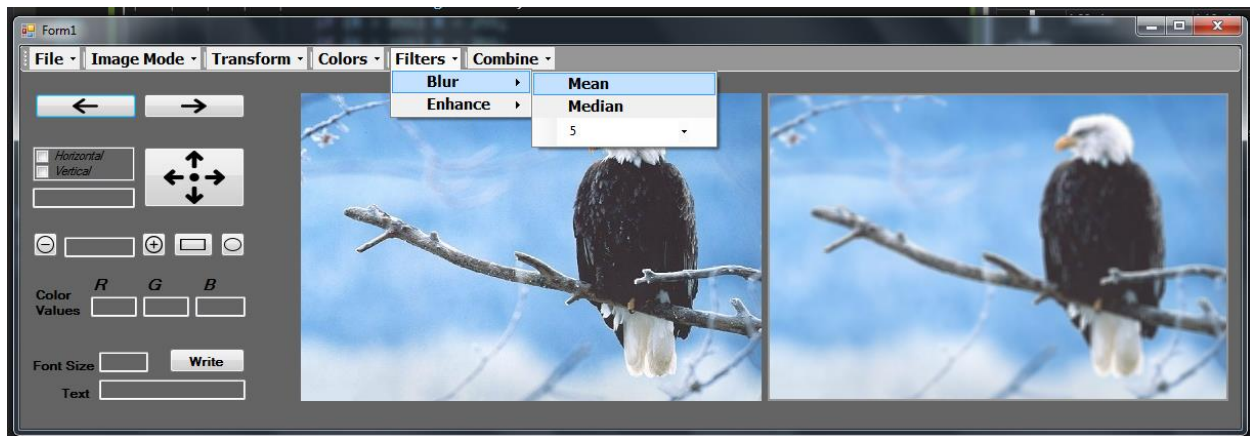 Form1
File Image Mode Transform Colors Filters Combine
Blur Mean
Enhance Median
5
Horizontal
Vertical
R G B
Color
Values
Font Size Write
Text